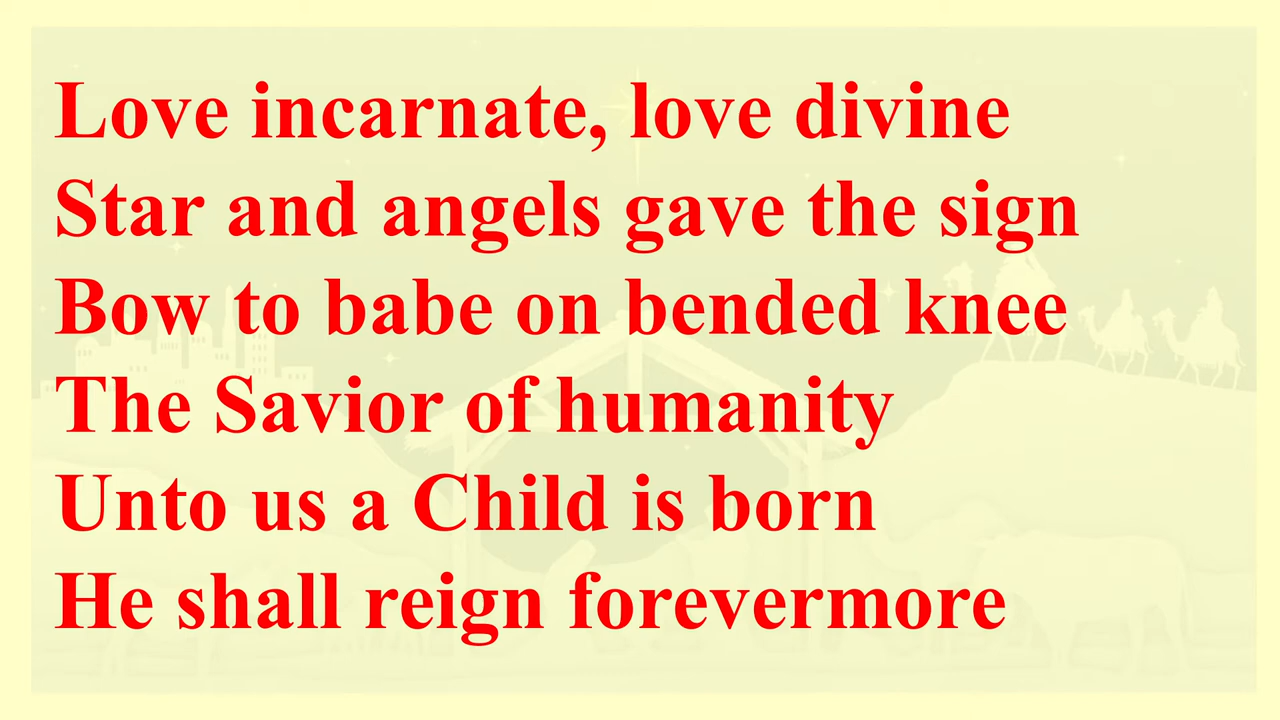 Love incarnate, love divine
Star and angels gave the sign
Bow to babe on bended knee
The Savior of humanity
Unto us a Child is born
He shall reign forevermore